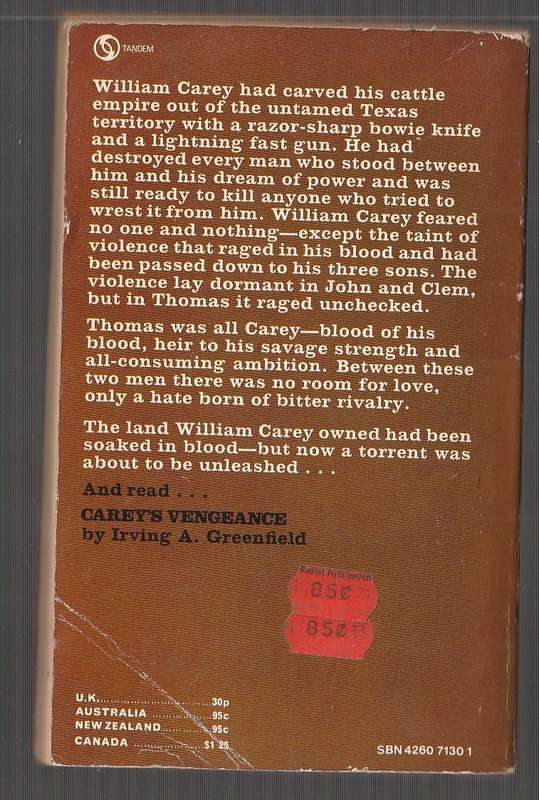 TANDEM
William Carey had carved his cattle
empire out of the untamed Texas
territory with a razor-sharp bowie knife
and a lightning fast gun. He had
destroyed every man who stood between
him and his dream of power and was
still ready to kill anyone who tried to
wrest it from him. William Carey feared
no one and nothing—except the taint of
violence that raged in his blood and had
been passed down to his three sons. The
violence lay dormant in John and Clem,
but in Thomas it raged unchecked.
Thomas was all Carey—blood of his
blood, heir to his savage strength and
all-consuming ambition. Between these
two men there was no room for love,
only a hate born of bitter rivalry.
The land William Carey owned had been
soaked in blood—but now a torrent was
about to be unleashed . . .
And read . . .
CAREY'S VENGEANCE
by Irving A. Greenfield
Redist Publication
85¢
85¢
U.K. .......................... 30p
AUSTRALIA .................. 95c
NEW ZEALAND ............. 95c
CANADA .................. $1·25
SBN 4260 7130 1